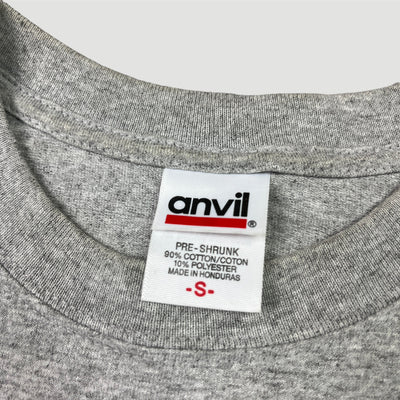 anvil®
PRE-SHRUNK
90% COTTON/COTON
10% POLYESTER
MADE IN HONDURAS
-S-